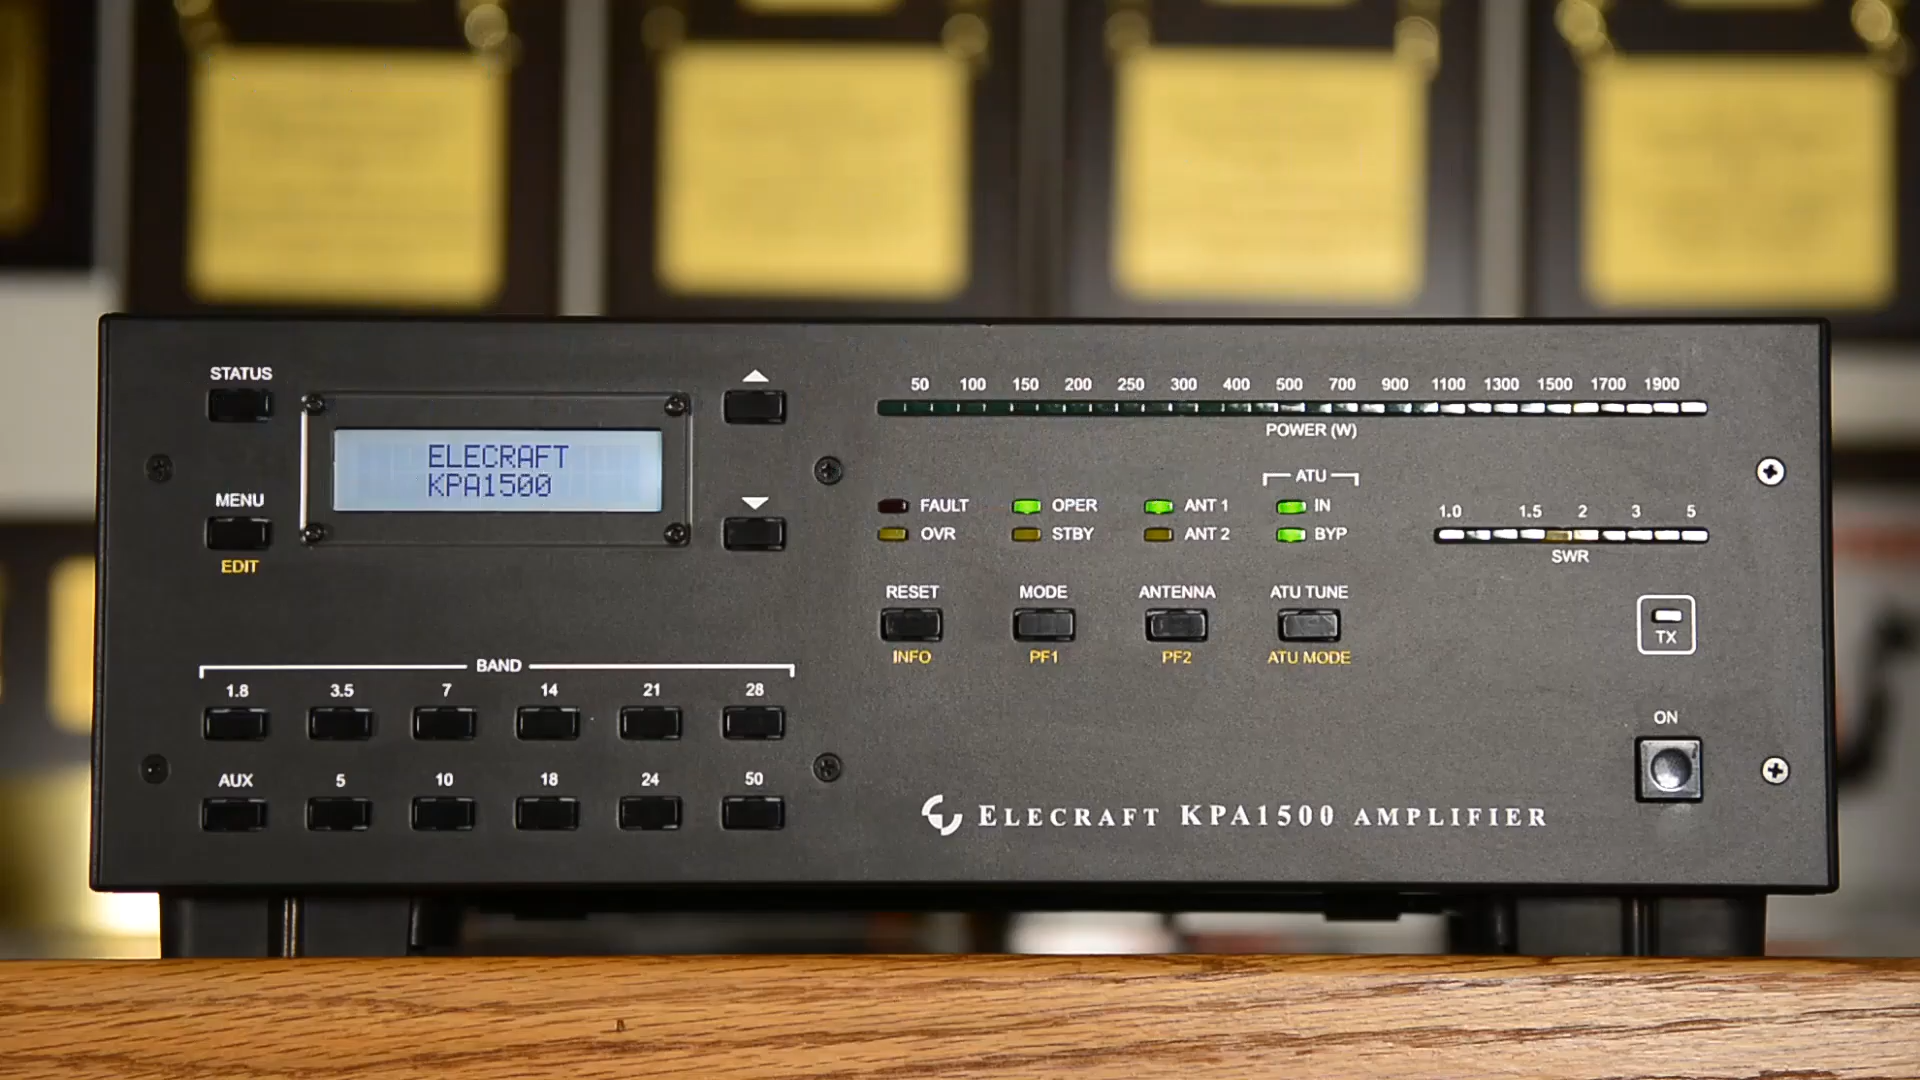 STATUS
ELECRAFT
KPA1500
MENU
EDIT
BAND
1.8 3.5 7 14 21 28
AUX 5 10 18 24 50
50 100 150 200 250 300 400 500 700 900 1100 1300 1500 1700 1900
POWER (W)
ATU
FAULT OPER ANT 1 IN
OVR STBY ANT 2 BYP
1.0 1.5 2 3 5
SWR
RESET MODE ANTENNA ATU TUNE
INFO PF1 PF2 ATU MODE
TX
ON
ELECRAFT KPA1500 AMPLIFIER